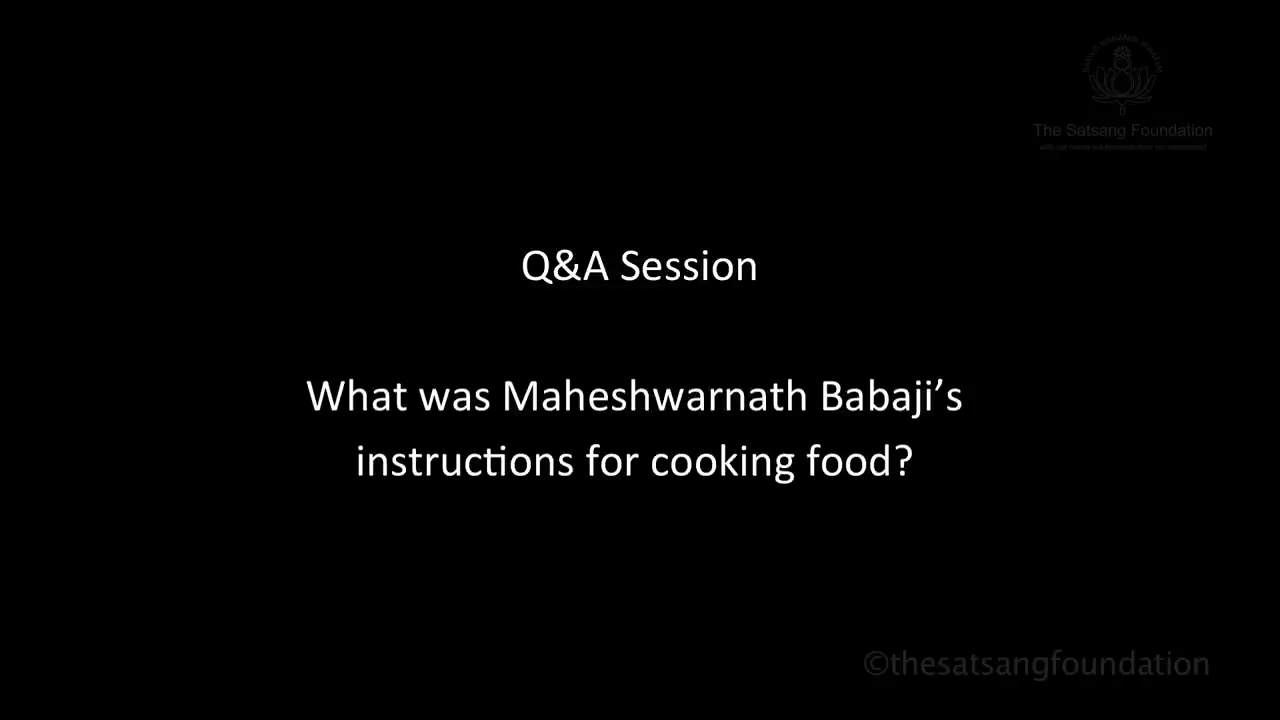 The Satsang Foundation
Q&A Session
What was Maheshwarnath Babaji’s
instructions for cooking food?
©thesatsangfoundation